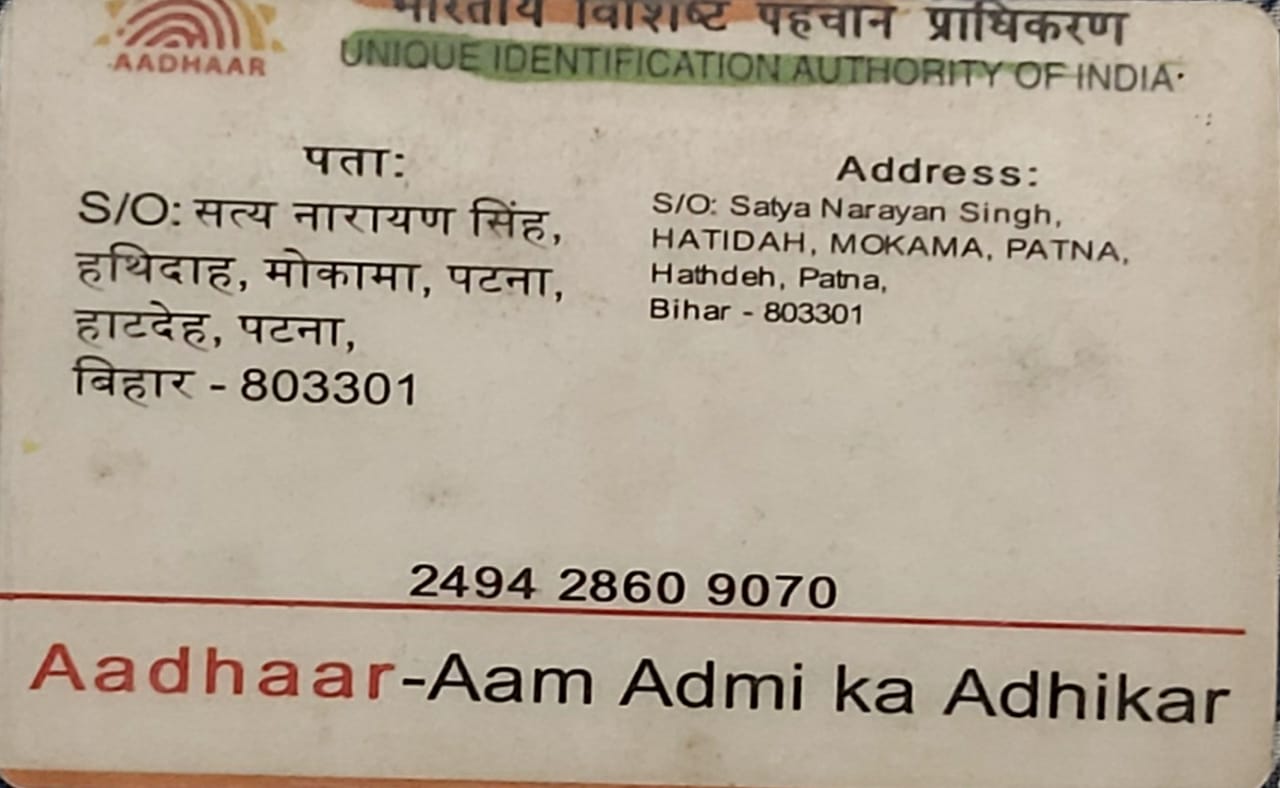 भारतीय विशिष्ट पहचान प्राधिकरण
AADHAAR
UNIQUE IDENTIFICATION AUTHORITY OF INDIA
पता:
S/O: सत्य नारायण सिंह,
हथिदाह, मोकामा, पटना,
हाटदेह, पटना,
बिहार - 803301
Address:
S/O: Satya Narayan Singh,
HATIDAH, MOKAMA, PATNA,
Hathdeh, Patna,
Bihar - 803301
2494 2860 9070
Aadhaar-Aam Admi ka Adhikar